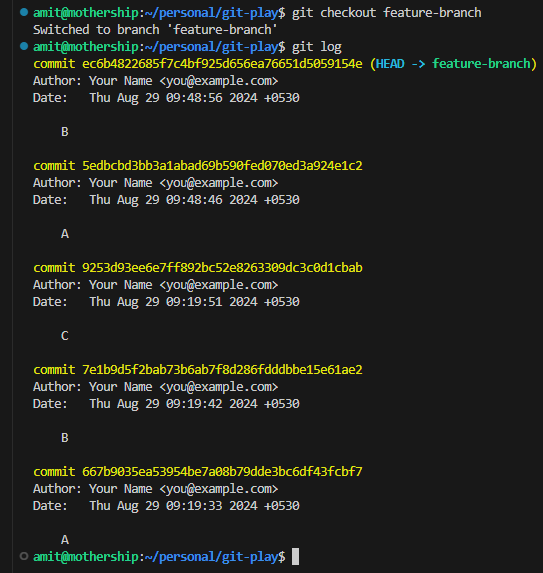 amit@mothership:~/personal/git-play$ git checkout feature-branch
Switched to branch 'feature-branch'
amit@mothership:~/personal/git-play$ git log
commit ec6b4822685f7c4bf925d656ea76651d5059154e (HEAD -> feature-branch)
Author: Your Name <you@example.com>
Date:   Thu Aug 29 09:48:56 2024 +0530
    B
commit 5edbcbd3bb3a1abad69b590fed070ed3a924e1c2
Author: Your Name <you@example.com>
Date:   Thu Aug 29 09:48:46 2024 +0530
    A
commit 9253d93ee6e7ff892bc52e8263309dc3c0d1cbab
Author: Your Name <you@example.com>
Date:   Thu Aug 29 09:19:51 2024 +0530
    C
commit 7e1b9d5f2bab73b6ab7f8d286fdddbbe15e61ae2
Author: Your Name <you@example.com>
Date:   Thu Aug 29 09:19:42 2024 +0530
    B
commit 667b9035ea53954be7a08b79dde3bc6df43fcbf7
Author: Your Name <you@example.com>
Date:   Thu Aug 29 09:19:33 2024 +0530
    A
amit@mothership:~/personal/git-play$